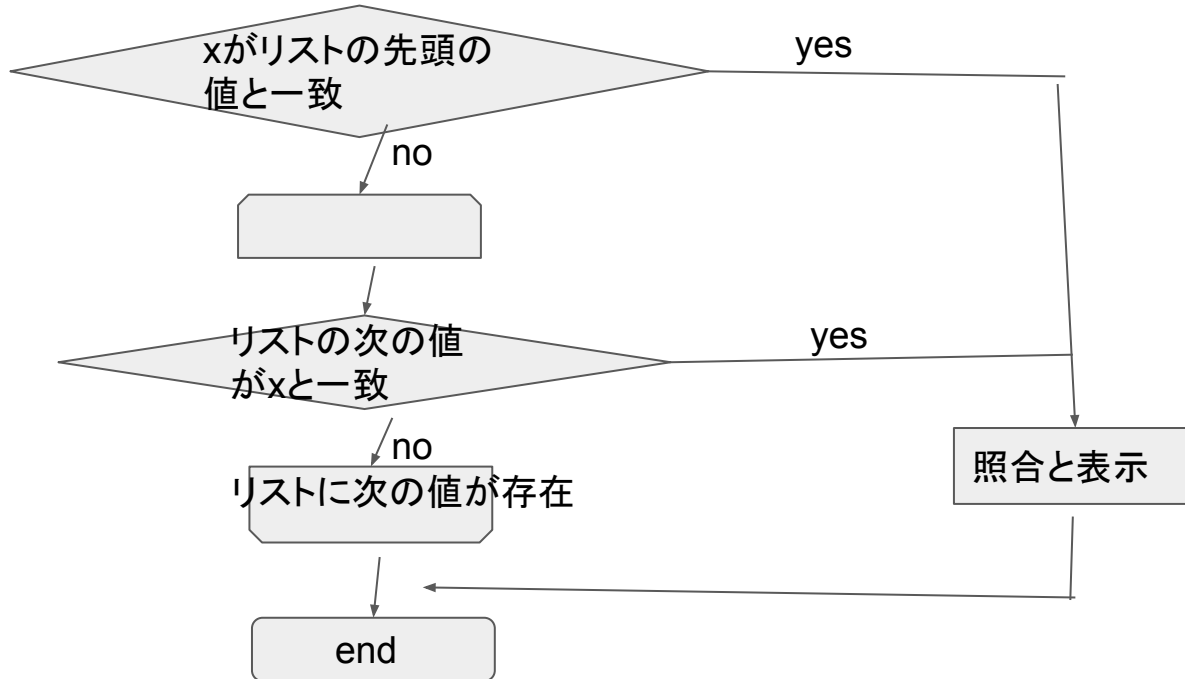 xがリストの先頭の
値と一致
yes
no
リストの次の値
がxと一致
yes
no
リストに次の値が存在
照合と表示
end